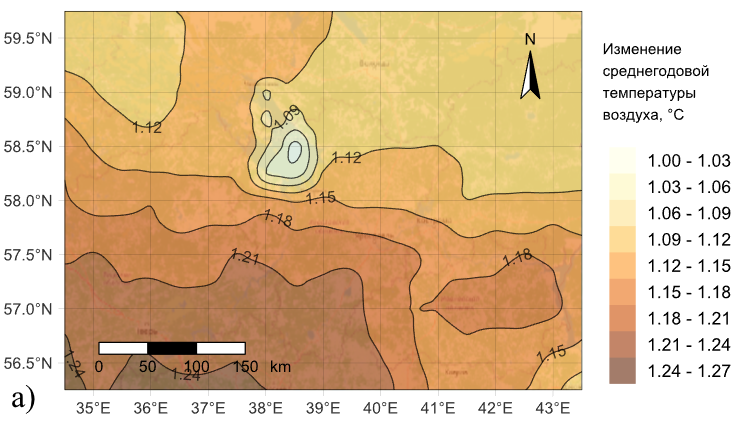 59.5°N
59.0°N
58.5°N
58.0°N
57.5°N
57.0°N
56.5°N
35°E 36°E 37°E 38°E 39°E 40°E 41°E 42°E 43°E
1.12
1.09
1.12
1.15
1.18
1.21
1.18
1.15
1.24
1.24
0 50 100 150 km
N
а)
Изменение
среднегодовой
температуры
воздуха, °C
1.00 - 1.03
1.03 - 1.06
1.06 - 1.09
1.09 - 1.12
1.12 - 1.15
1.15 - 1.18
1.18 - 1.21
1.21 - 1.24
1.24 - 1.27